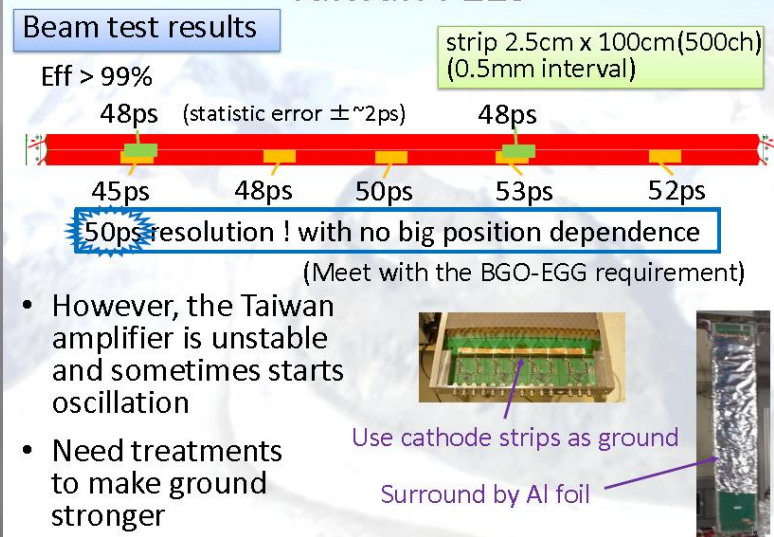 Beam test results
strip 2.5cm x 100cm(500ch)
(0.5mm interval)
Eff > 99%
48ps (statistic error ±~2ps) 48ps
45ps 48ps 50ps 53ps 52ps
50ps resolution ! with no big position dependence
(Meet with the BGO-EGG requirement)
• However, the Taiwan
amplifier is unstable
and sometimes starts
oscillation
• Need treatments
to make ground
stronger
Use cathode strips as ground
Surround by Al foil